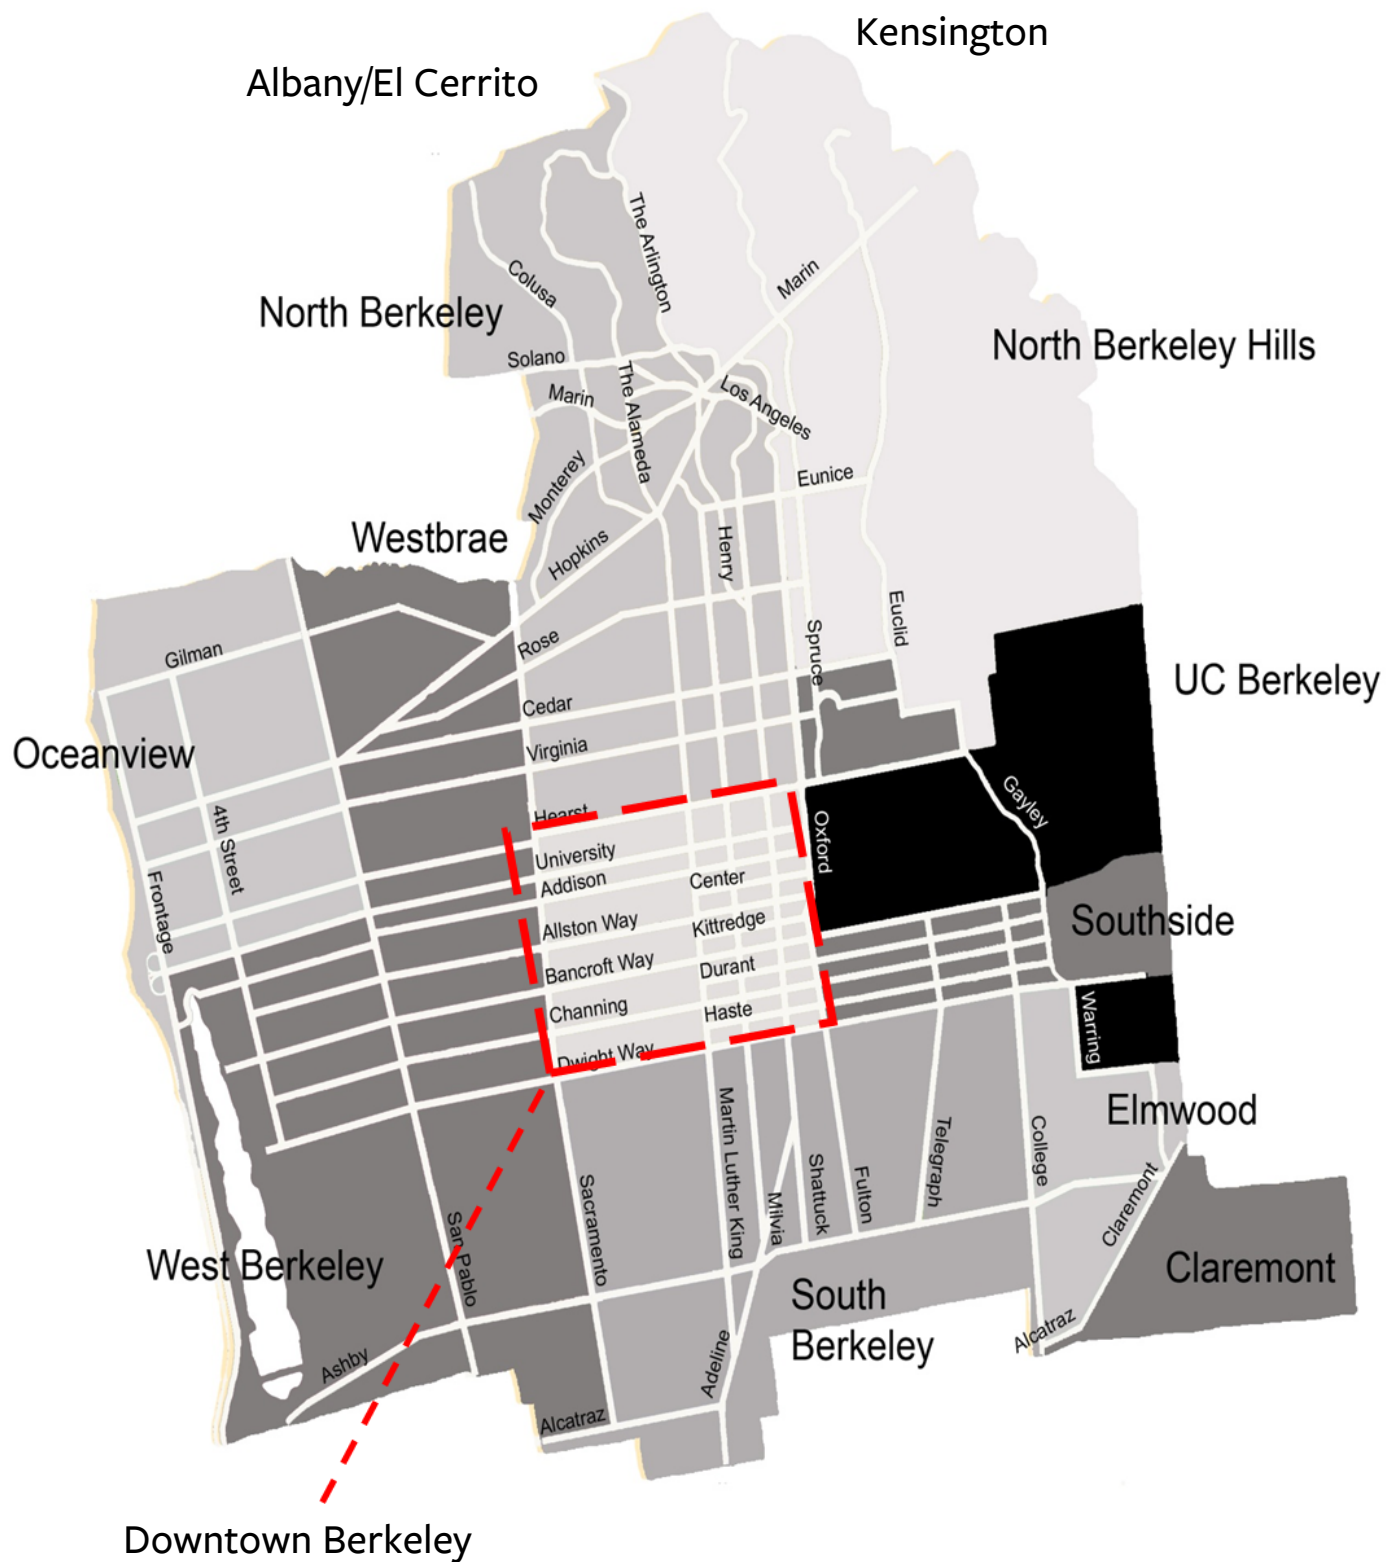 Kensington
Albany/El Cerrito
The Arlington
Marin
Colusa
North Berkeley
North Berkeley Hills
Solano
The Alameda
Marin
Los Angeles
Monterey
Eunice
Westbrae
Hopkins
Henry
Euclid
Spruce
Rose
Gilman
UC Berkeley
Cedar
Virginia
Oceanview
Gayley
4th Street
Hearst
Oxford
University
Addison
Center
Frontage
Allston Way
Kittredge
Southside
Bancroft Way
Durant
Channing
Haste
Warring
Dwight Way
Elmwood
Martin Luther King
Milvia
Shattuck
Fulton
Telegraph
College
Claremont
Sacramento
San Pablo
West Berkeley
Claremont
South
Berkeley
Alcatraz
Ashby
Adeline
Alcatraz
Downtown Berkeley